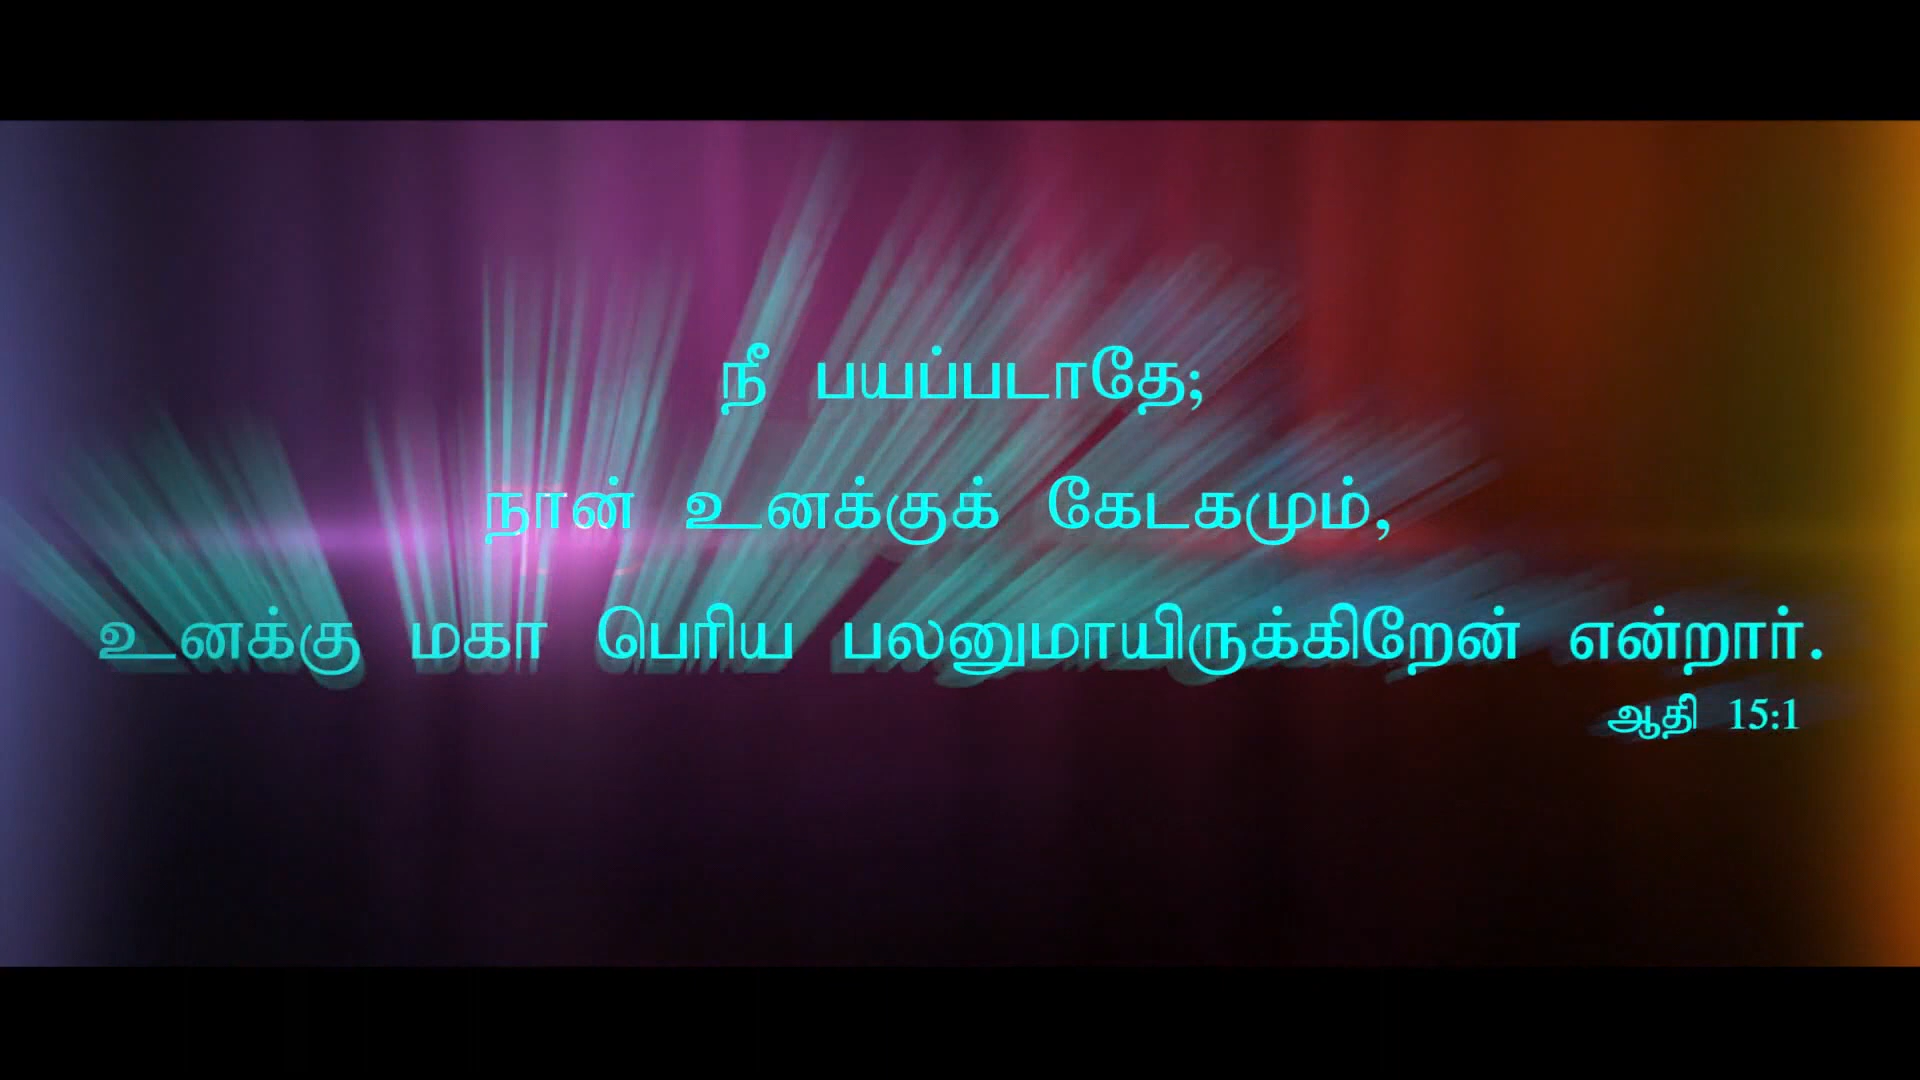 நீ பயப்படாதே;
நான் உனக்குக் கேடகமும்,
உனக்கு மகா பெரிய பலனுமாயிருக்கிறேன் என்றார்.
ஆதி 15:1